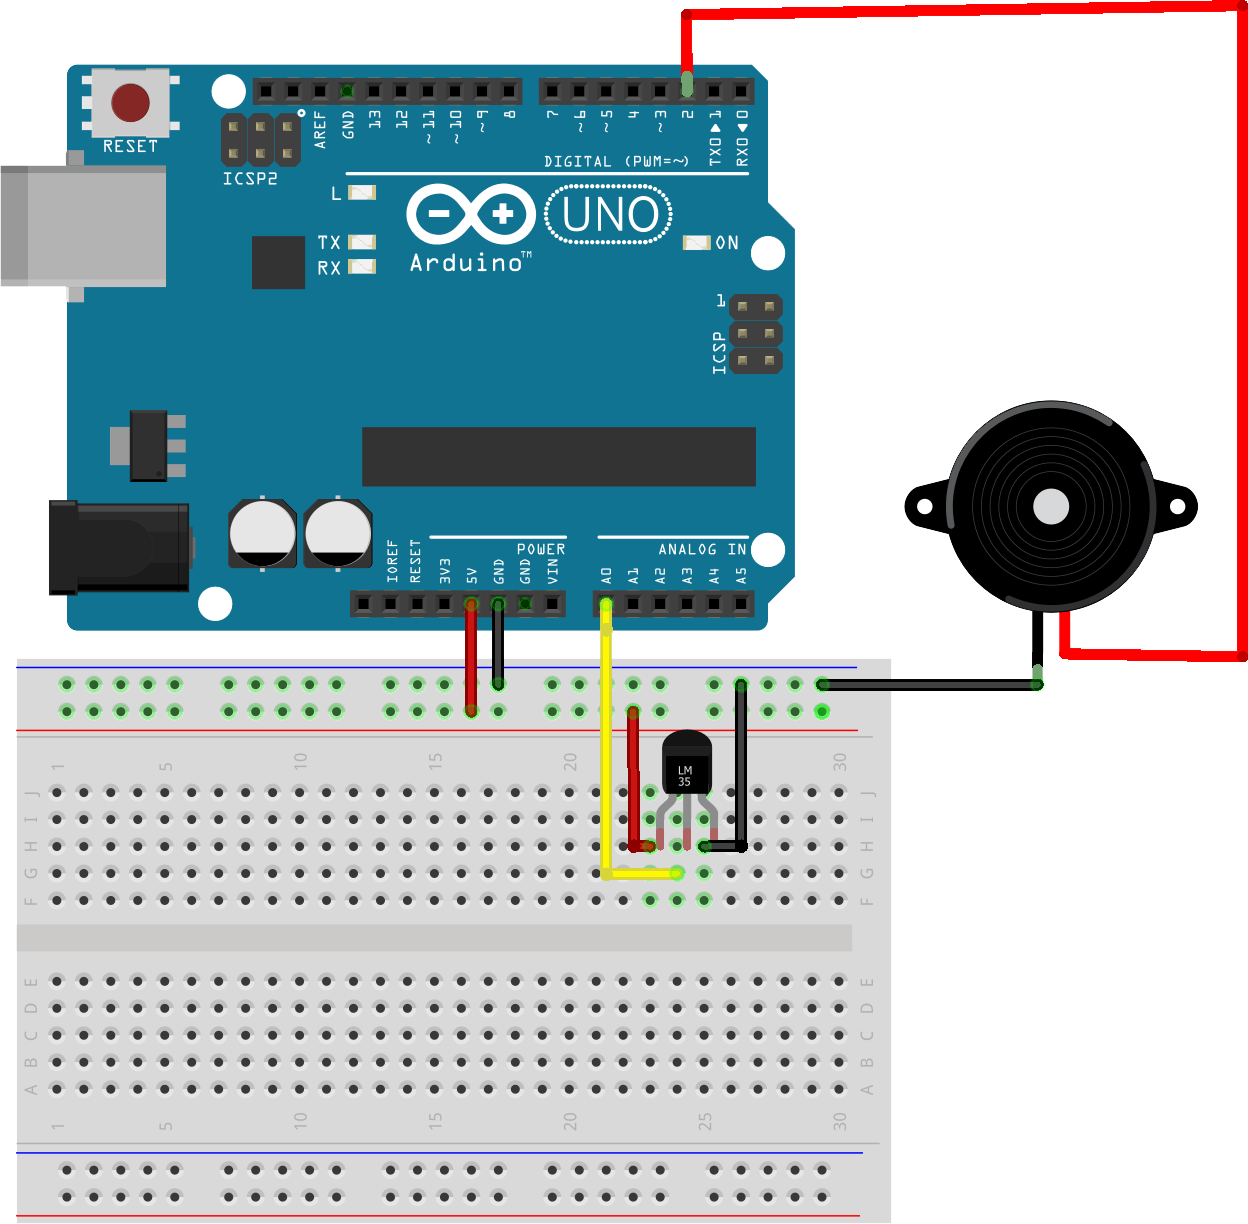 RESET
ICSP2
AREF
GND
13
12
~11
~10
~9
8
7
~6
~5
4
~3
2
TX0▶1
RX0◀0
DIGITAL (PWM=~)
L
TX
RX
UNO
Arduino™
ON
1
ICSP
IOREF
RESET
3V3
5V
GND
GND
VIN
POWER
A0
A1
A2
A3
A4
A5
ANALOG IN
LM
35
1
5
10
15
20
30
J
J
I
I
H
H
G
G
F
F
E
E
D
D
C
C
B
B
A
A
1
5
10
15
20
25
30